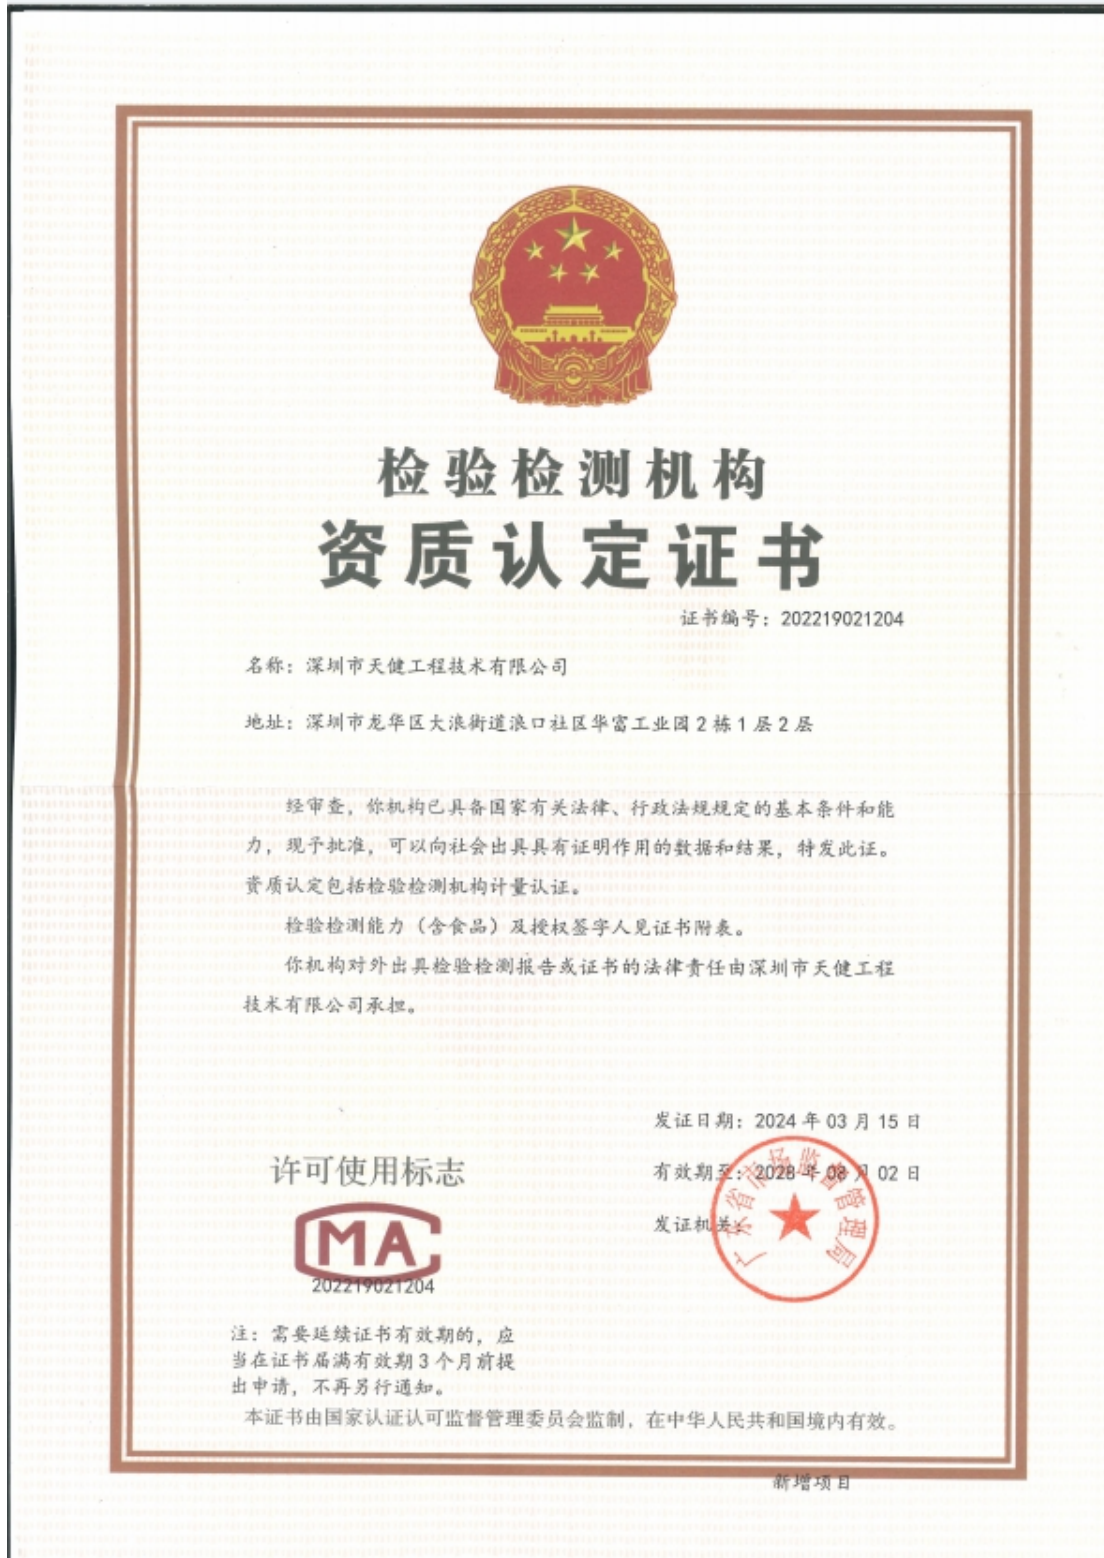 检验检测机构
资质认定证书
证书编号：202219021204
名称：深圳市天健工程技术有限公司
地址：深圳市龙华区大浪街道浪口社区华富工业园2栋1层2层
经审查，你机构已具备国家有关法律、行政法规规定的基本条件和能
力，现予批准，可以向社会出具具有证明作用的数据和结果，特发此证。
资质认定包括检验检测机构计量认证。
检验检测能力（含食品）及授权签字人见证书附表。
你机构对外出具检验检测报告或证书的法律责任由深圳市天健工程
技术有限公司承担。
发证日期：2024年03月15日
有效期至：2028年08月02日
发证机关：
广东省市场监督管理局
许可使用标志
MA
202219021204
注：需要延续证书有效期的，应
当在证书届满有效期3个月前提
出申请，不再另行通知。
本证书由国家认证认可监督管理委员会监制，在中华人民共和国境内有效。
新增项目